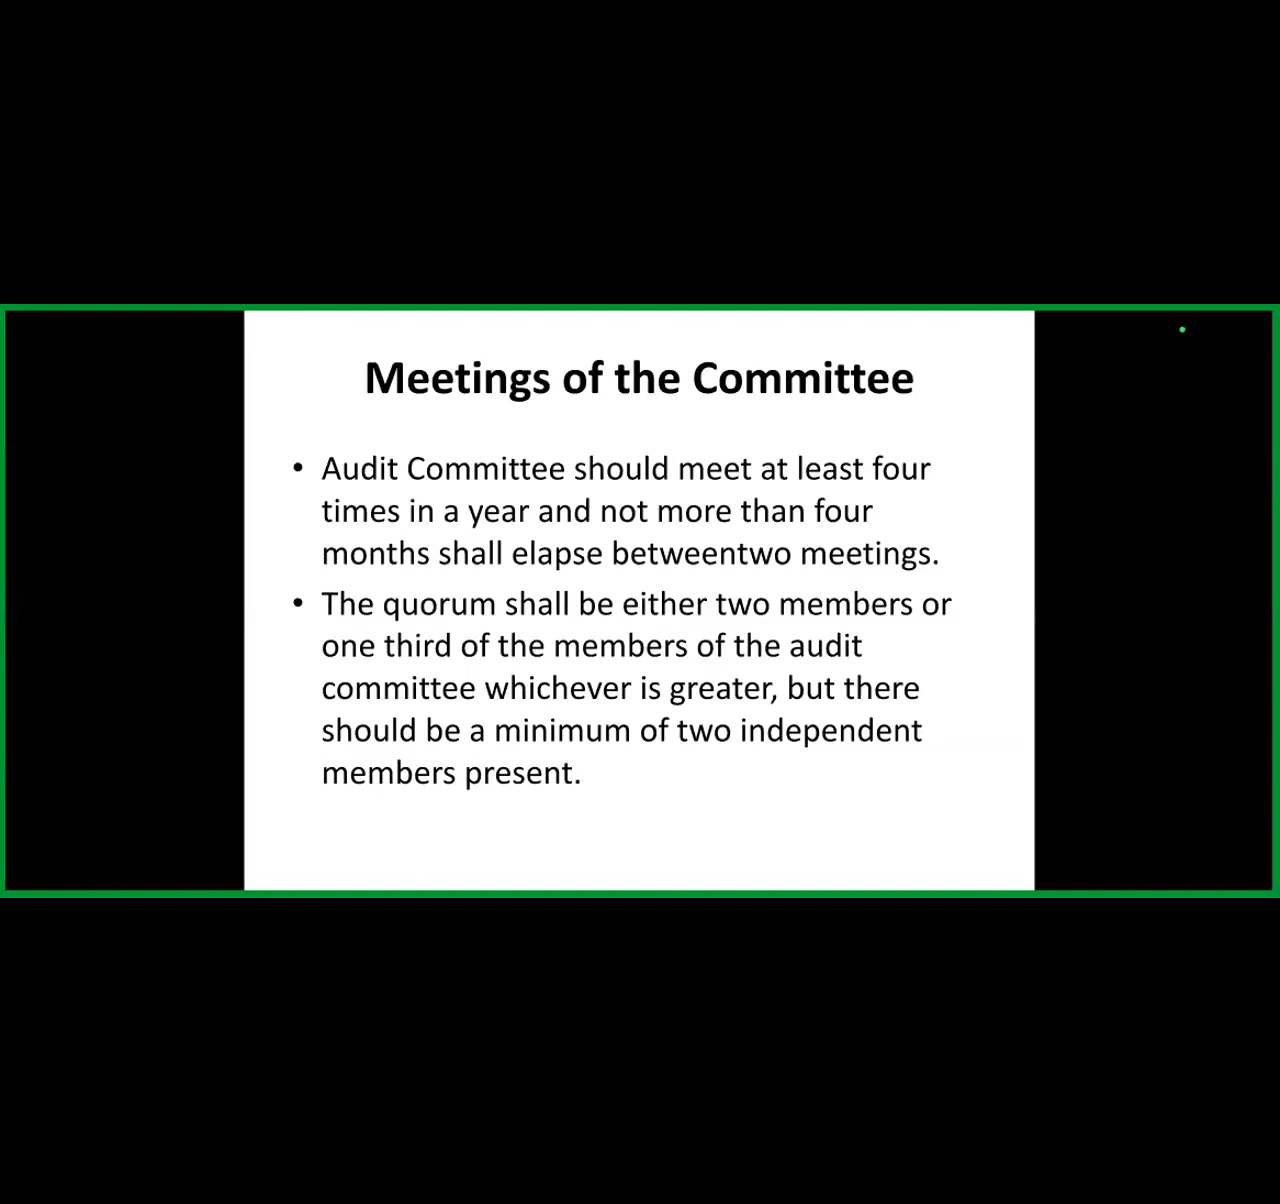 Meetings of the Committee
• Audit Committee should meet at least four
times in a year and not more than four
months shall elapse betweentwo meetings.
• The quorum shall be either two members or
one third of the members of the audit
committee whichever is greater, but there
should be a minimum of two independent
members present.